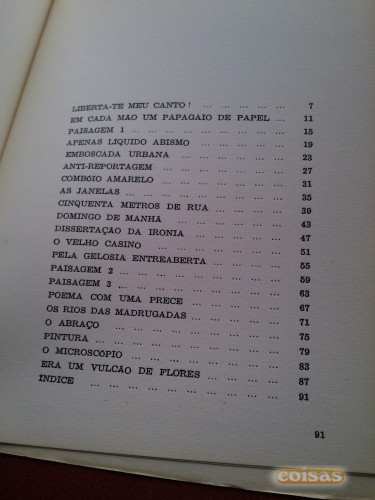 LIBERTA-TE MEU CANTO! ... ... ... ... ... 7
EM CADA MÃO UM PAPAGAIO DE PAPEL ... 11
PAISAGEM 1 ... ... ... ... ... ... ... ... 15
APENAS LÍQUIDO ABISMO ... ... ... ... ... 19
EMBOSCADA URBANA ... ... ... ... ... ... 23
ANTI-REPORTAGEM ... ... ... ... ... ... 27
COMBOIO AMARELO ... ... ... ... ... ... 31
AS JANELAS ... ... ... ... ... ... ... ... 35
CINQUENTA METROS DE RUA ... ... ... ... 39
DOMINGO DE MANHÃ ... ... ... ... ... ... 43
DISSERTAÇÃO DA IRONIA ... ... ... ... ... 47
O VELHO CASINO ... ... ... ... ... ... ... 51
PELA GELOSIA ENTREABERTA ... ... ... ... 55
PAISAGEM 2 ... ... ... ... ... ... ... ... 59
PAISAGEM 3 ... ... ... ... ... ... ... ... 63
POEMA COM UMA PRECE ... ... ... ... ... 67
OS RIOS DAS MADRUGADAS ... ... ... ... 71
O ABRAÇO ... ... ... ... ... ... ... ... 75
PINTURA ... ... ... ... ... ... ... ... ... 79
O MICROSCÓPIO ... ... ... ... ... ... ... 83
ERA UM VULCÃO DE FLORES ... ... ... ... 87
ÍNDICE ... ... ... ... ... ... ... ... 91
91
coisas